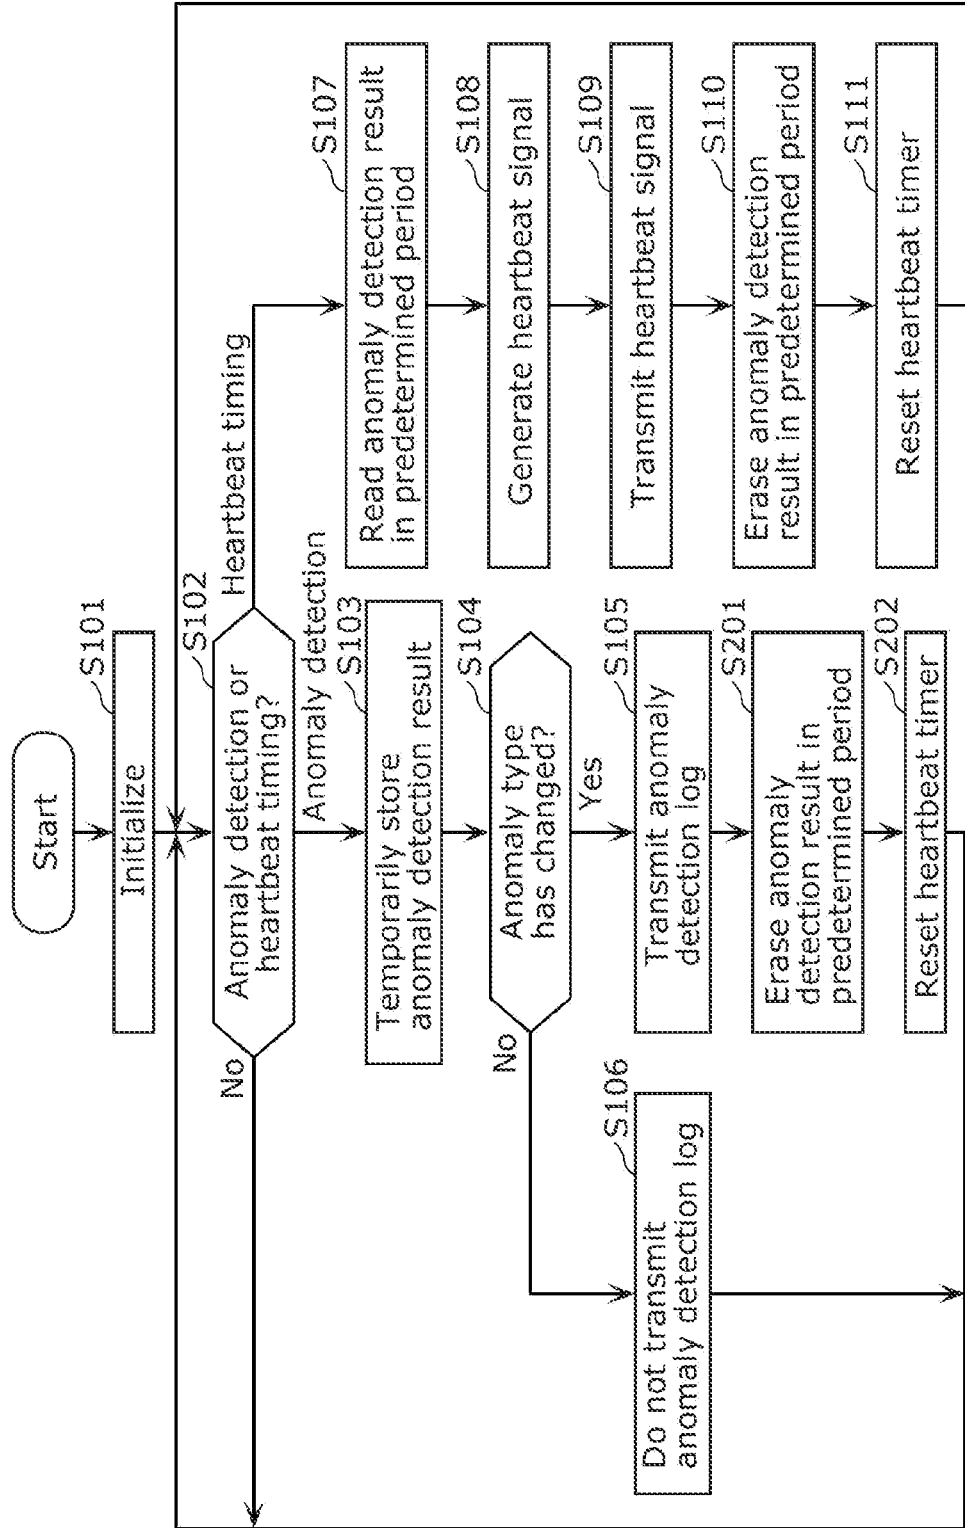 Start
S101
Initialize
S102
Anomaly detection or
heartbeat timing?
No
Heartbeat timing
Anomaly detection
S103
Temporarily store
anomaly detection result
S104
Anomaly type
has changed?
No
Yes
S105
Transmit anomaly
detection log
S201
Erase anomaly
detection result in
predetermined period
S202
Reset heartbeat timer
S106
Do not transmit
anomaly detection log
S107
Read anomaly detection result
in predetermined period
S108
Generate heartbeat signal
S109
Transmit heartbeat signal
S110
Erase anomaly detection
result in predetermined period
S111
Reset heartbeat timer